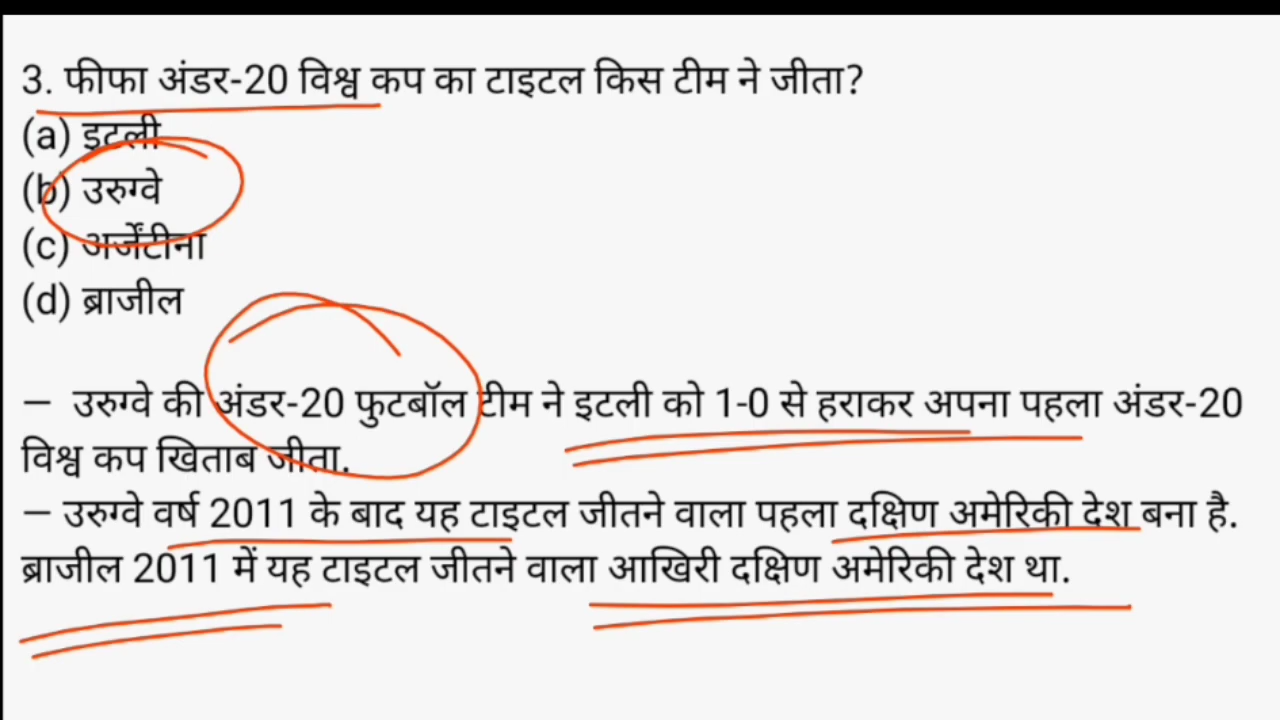 3. फीफा अंडर-20 विश्व कप का टाइटल किस टीम ने जीता?
(a) इटली
(b) उरुग्वे
(c) अर्जेंटीना
(d) ब्राजील
— उरुग्वे की अंडर-20 फुटबॉल टीम ने इटली को 1-0 से हराकर अपना पहला अंडर-20
विश्व कप खिताब जीता.
— उरुग्वे वर्ष 2011 के बाद यह टाइटल जीतने वाला पहला दक्षिण अमेरिकी देश बना है.
ब्राजील 2011 में यह टाइटल जीतने वाला आखिरी दक्षिण अमेरिकी देश था.